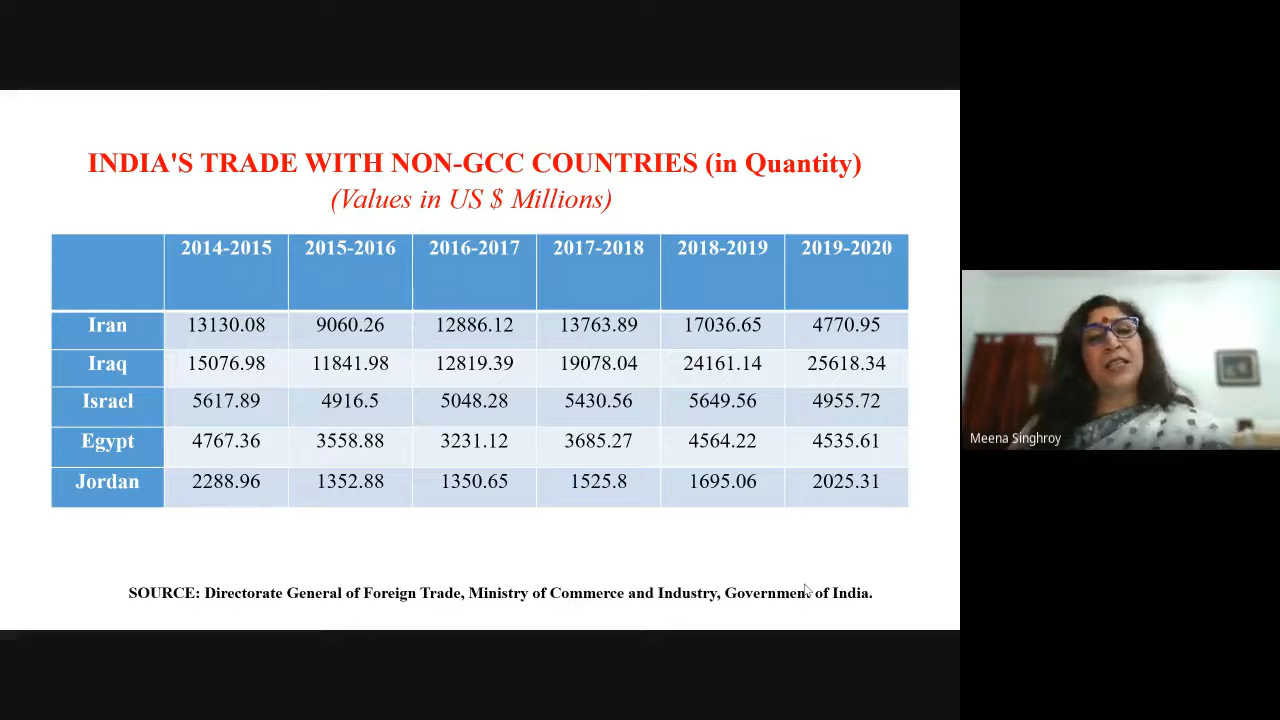 INDIA'S TRADE WITH NON-GCC COUNTRIES (in Quantity)
(Values in US $ Millions)
2014-2015 2015-2016 2016-2017 2017-2018 2018-2019 2019-2020
Iran 13130.08 9060.26 12886.12 13763.89 17036.65 4770.95
Iraq 15076.98 11841.98 12819.39 19078.04 24161.14 25618.34
Israel 5617.89 4916.5 5048.28 5430.56 5649.56 4955.72
Egypt 4767.36 3558.88 3231.12 3685.27 4564.22 4535.61
Jordan 2288.96 1352.88 1350.65 1525.8 1695.06 2025.31
SOURCE: Directorate General of Foreign Trade, Ministry of Commerce and Industry, Government of India.
Meena Singhroy